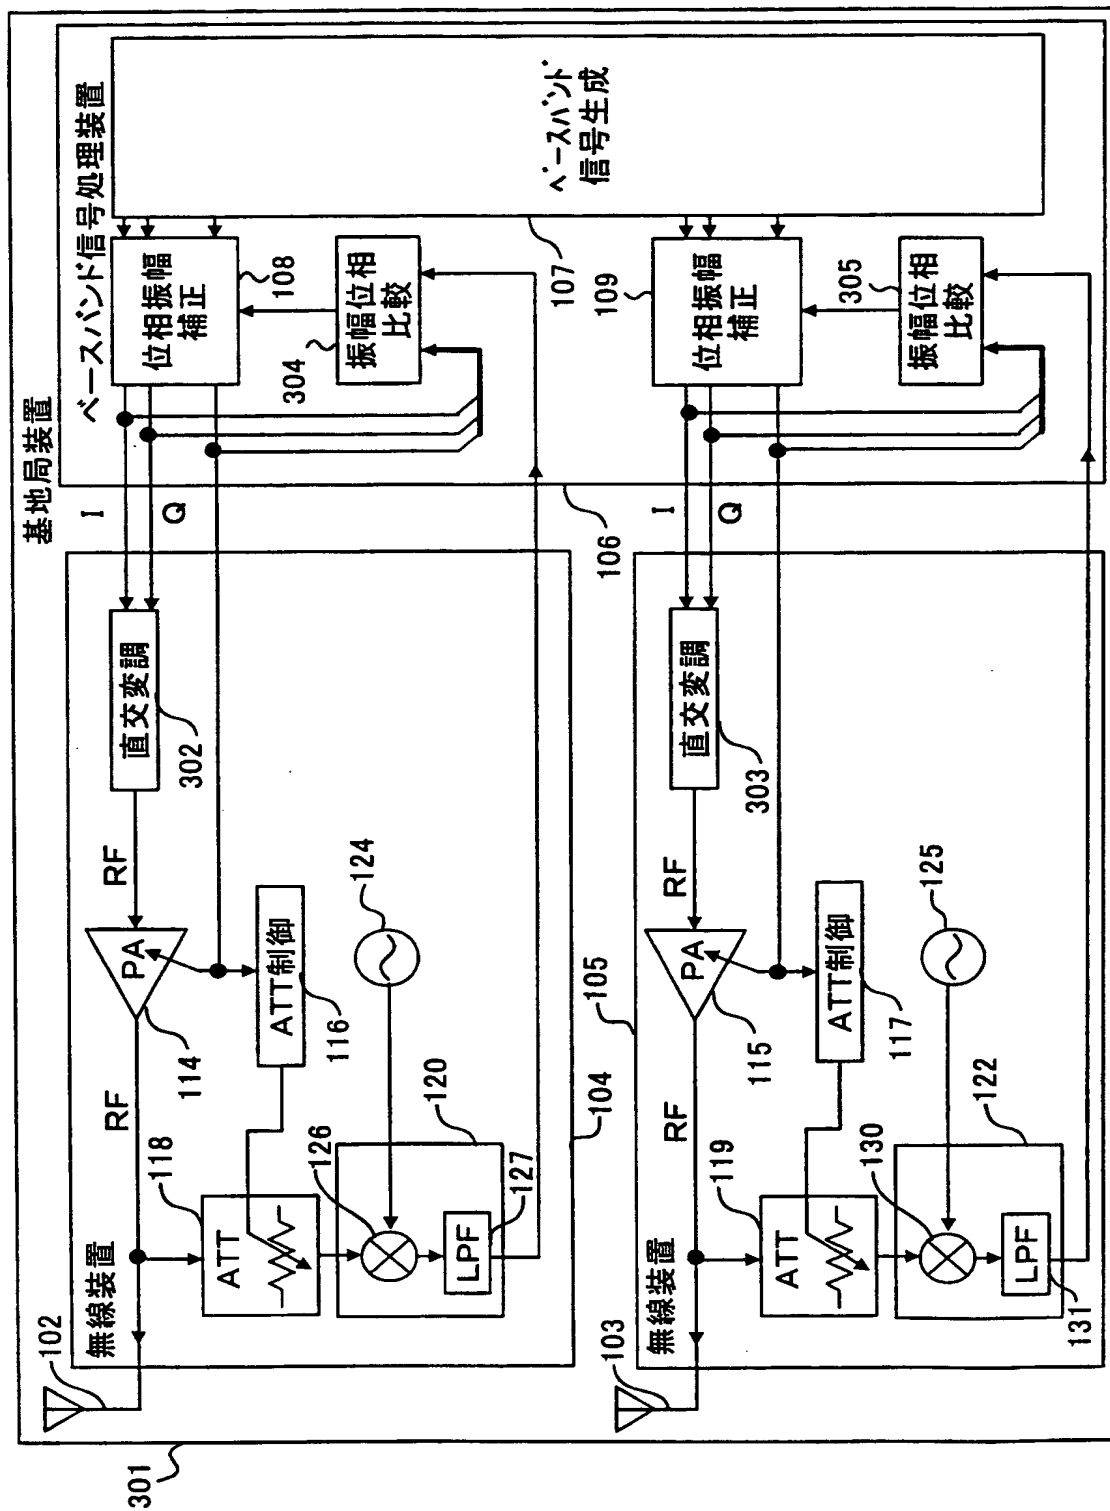 301
基地局装置
102
無線装置
118
ATT
RF
114
PA
RF
直交変調
302
I
Q
ベースバンド信号処理装置
位相振幅
補正
108
304
振幅位相
比較
ATT制御
116
124
126
120
LPF
127
104
106
107
ベースバンド
信号生成
103
無線装置
119
ATT
RF
115
PA
RF
直交変調
303
I
Q
109
位相振幅
補正
305
振幅位相
比較
105
ATT制御
117
125
130
122
LPF
131